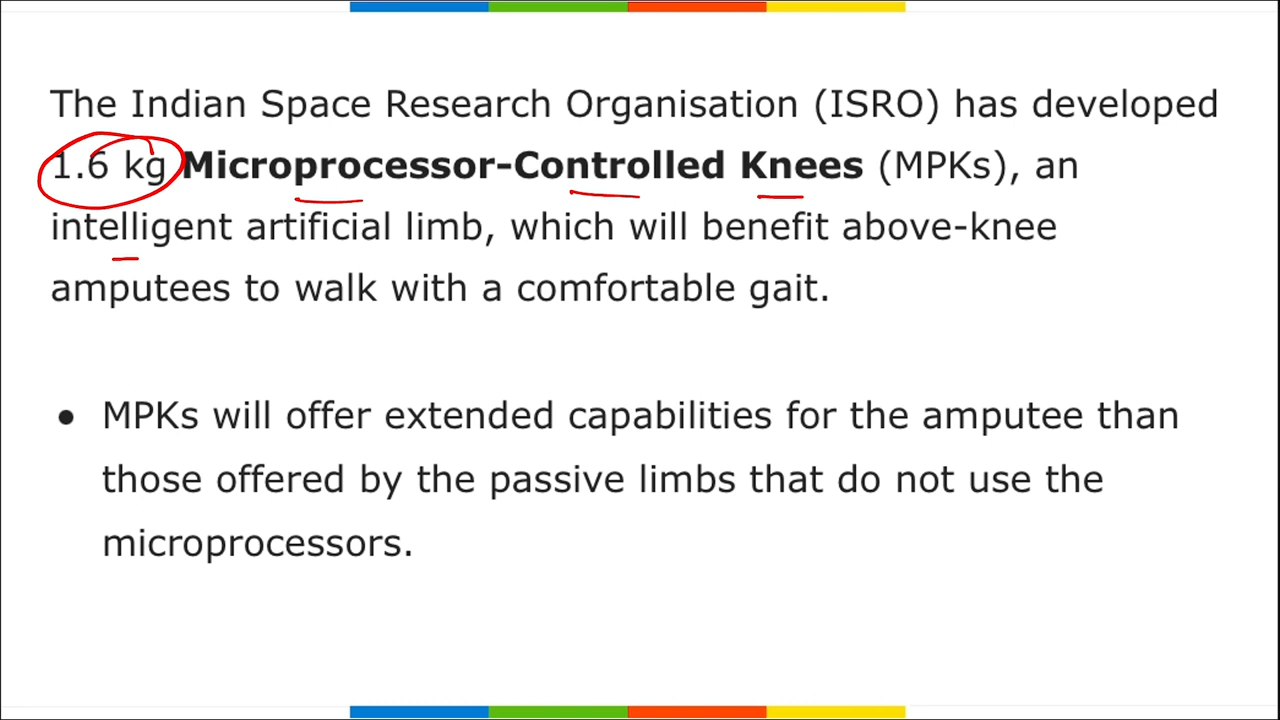 The Indian Space Research Organisation (ISRO) has developed
1.6 kg Microprocessor-Controlled Knees (MPKs), an
intelligent artificial limb, which will benefit above-knee
amputees to walk with a comfortable gait.
● MPKs will offer extended capabilities for the amputee than
those offered by the passive limbs that do not use the
microprocessors.